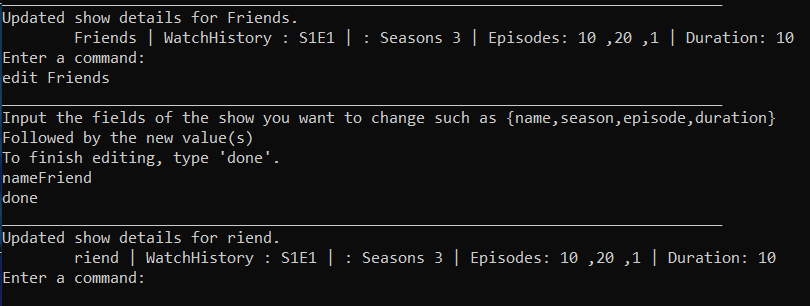 Updated show details for Friends.
Friends | WatchHistory : S1E1 | : Seasons 3 | Episodes: 10 ,20 ,1 | Duration: 10
Enter a command:
edit Friends
Input the fields of the show you want to change such as {name,season,episode,duration}
Followed by the new value(s)
To finish editing, type 'done'.
nameFriend
done
Updated show details for riend.
riend | WatchHistory : S1E1 | : Seasons 3 | Episodes: 10 ,20 ,1 | Duration: 10
Enter a command: